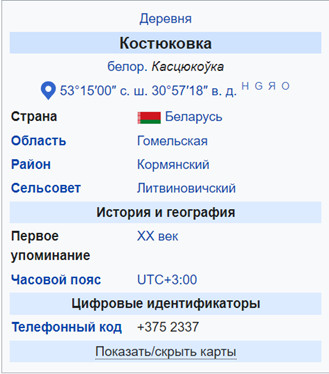 Деревня
Костюковка
белор. Касцюкоўка
53°15′00″ с. ш. 30°57′18″ в. д. H G Я O
Страна Беларусь
Область Гомельская
Район Кормянский
Сельсовет Литвиновичский
История и география
Первое XX век
упоминание
Часовой пояс UTC+3:00
Цифровые идентификаторы
Телефонный код +375 2337
Показать/скрыть карты